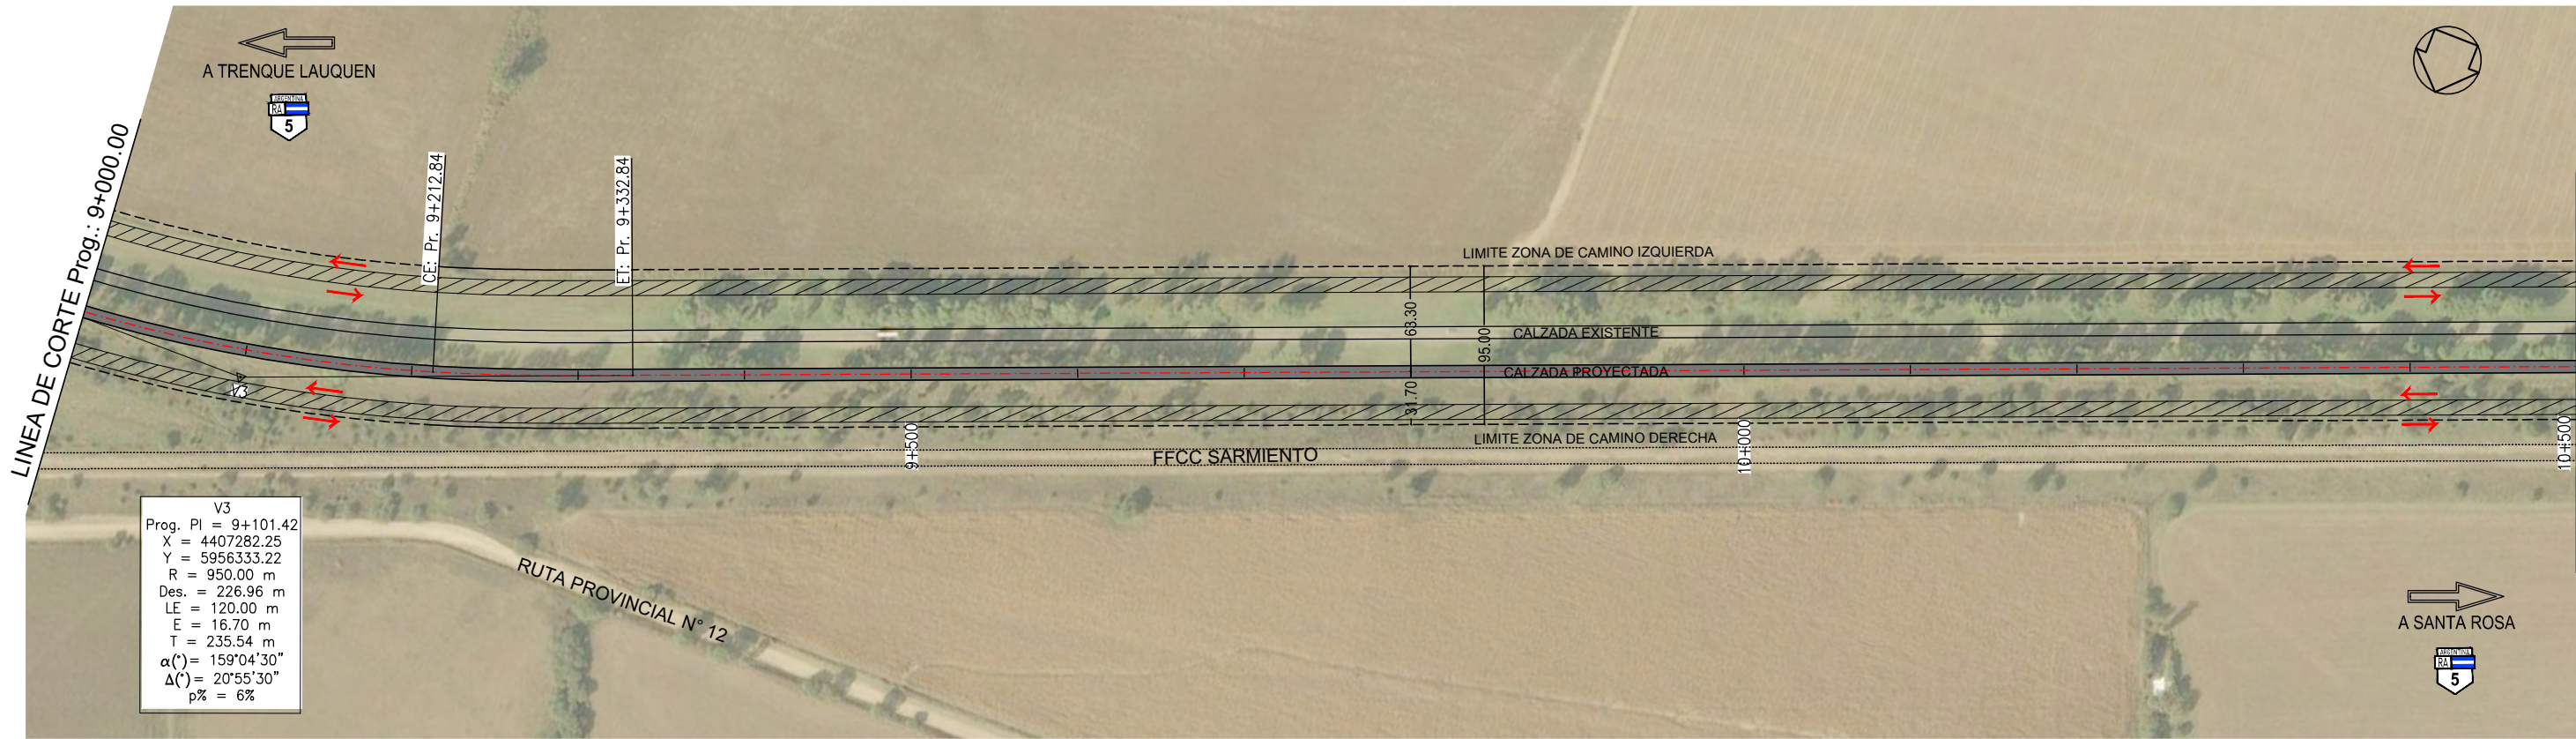 A TRENQUE LAUQUEN
ARGENTINA
RA
5
LINEA DE CORTE Prog.: 9+000.00
CE: Pr. 9+212.84
ET: Pr. 9+332.84
LIMITE ZONA DE CAMINO IZQUIERDA
63.30
95.00
CALZADA EXISTENTE
CALZADA PROYECTADA
31.70
V3
LIMITE ZONA DE CAMINO DERECHA
9+500
10+000
10+500
FFCC SARMIENTO
V3
Prog. PI = 9+101.42
X = 4407282.25
Y = 5956333.22
R = 950.00 m
Des. = 226.96 m
LE = 120.00 m
E = 16.70 m
T = 235.54 m
α(°)= 159°04'30"
Δ(°)= 20°55'30"
p% = 6%
RUTA PROVINCIAL N° 12
A SANTA ROSA
ARGENTINA
RA
5